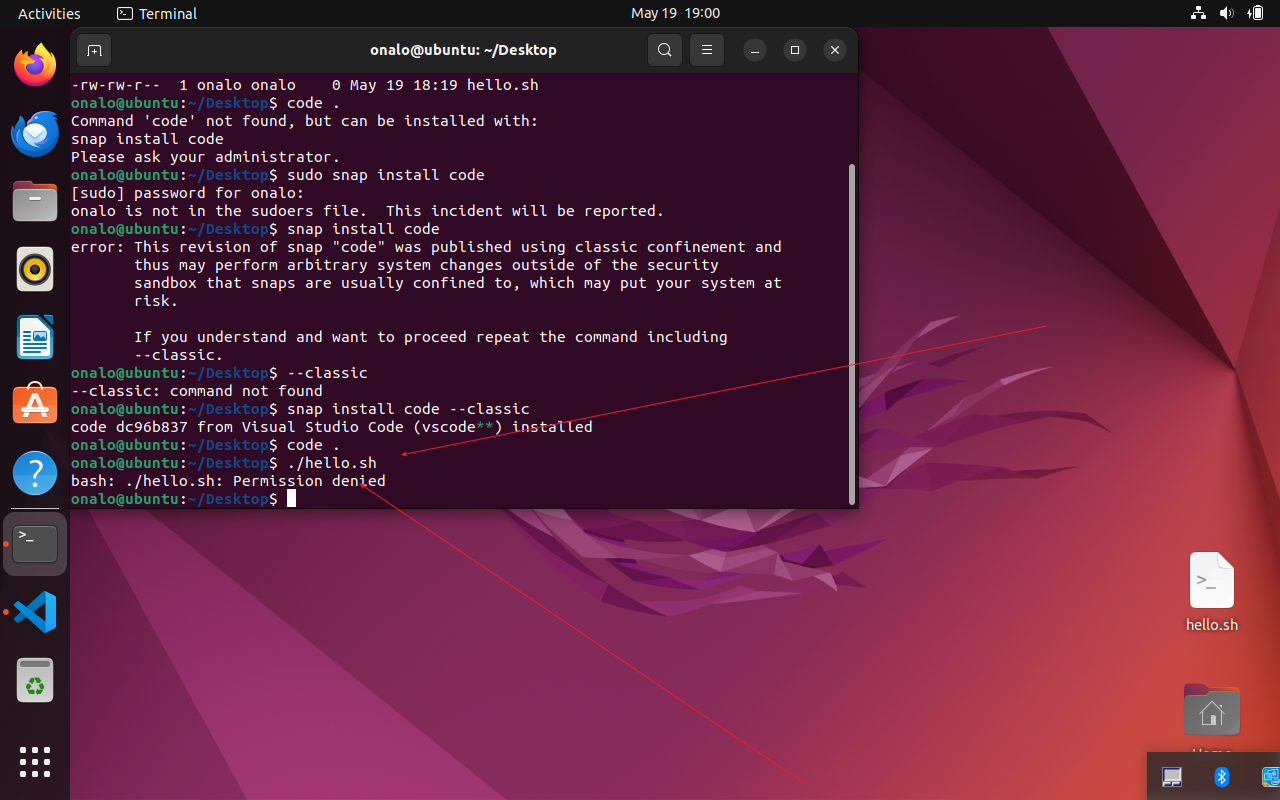 Activities
Terminal
May 19 19:00
onalo@ubuntu: ~/Desktop
-rw-rw-r--  1 onalo onalo    0 May 19 18:19 hello.sh
onalo@ubuntu:~/Desktop$ code .
Command 'code' not found, but can be installed with:
snap install code
Please ask your administrator.
onalo@ubuntu:~/Desktop$ sudo snap install code
[sudo] password for onalo:
onalo is not in the sudoers file.  This incident will be reported.
onalo@ubuntu:~/Desktop$ snap install code
error: This revision of snap "code" was published using classic confinement and
thus may perform arbitrary system changes outside of the security
sandbox that snaps are usually confined to, which may put your system at
risk.
If you understand and want to proceed repeat the command including
--classic.
onalo@ubuntu:~/Desktop$ --classic
--classic: command not found
onalo@ubuntu:~/Desktop$ snap install code --classic
code dc96b837 from Visual Studio Code (vscode**) installed
onalo@ubuntu:~/Desktop$ code .
onalo@ubuntu:~/Desktop$ ./hello.sh
bash: ./hello.sh: Permission denied
onalo@ubuntu:~/Desktop$
hello.sh